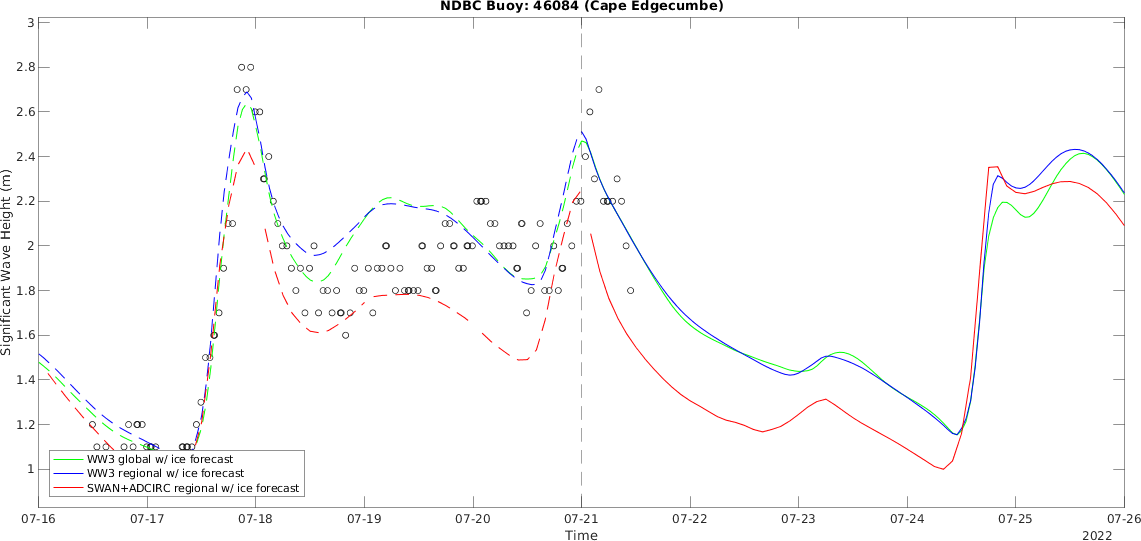 NDBC Buoy: 46084 (Cape Edgecumbe)
3
2.8
2.6
2.4
2.2
2
1.8
1.6
1.4
1.2
1
Significant Wave Height (m)
WW3 global w/ ice forecast
WW3 regional w/ ice forecast
SWAN+ADCIRC regional w/ ice forecast
07-16 07-17 07-18 07-19 07-20 07-21 07-22 07-23 07-24 07-25 07-26
Time
2022